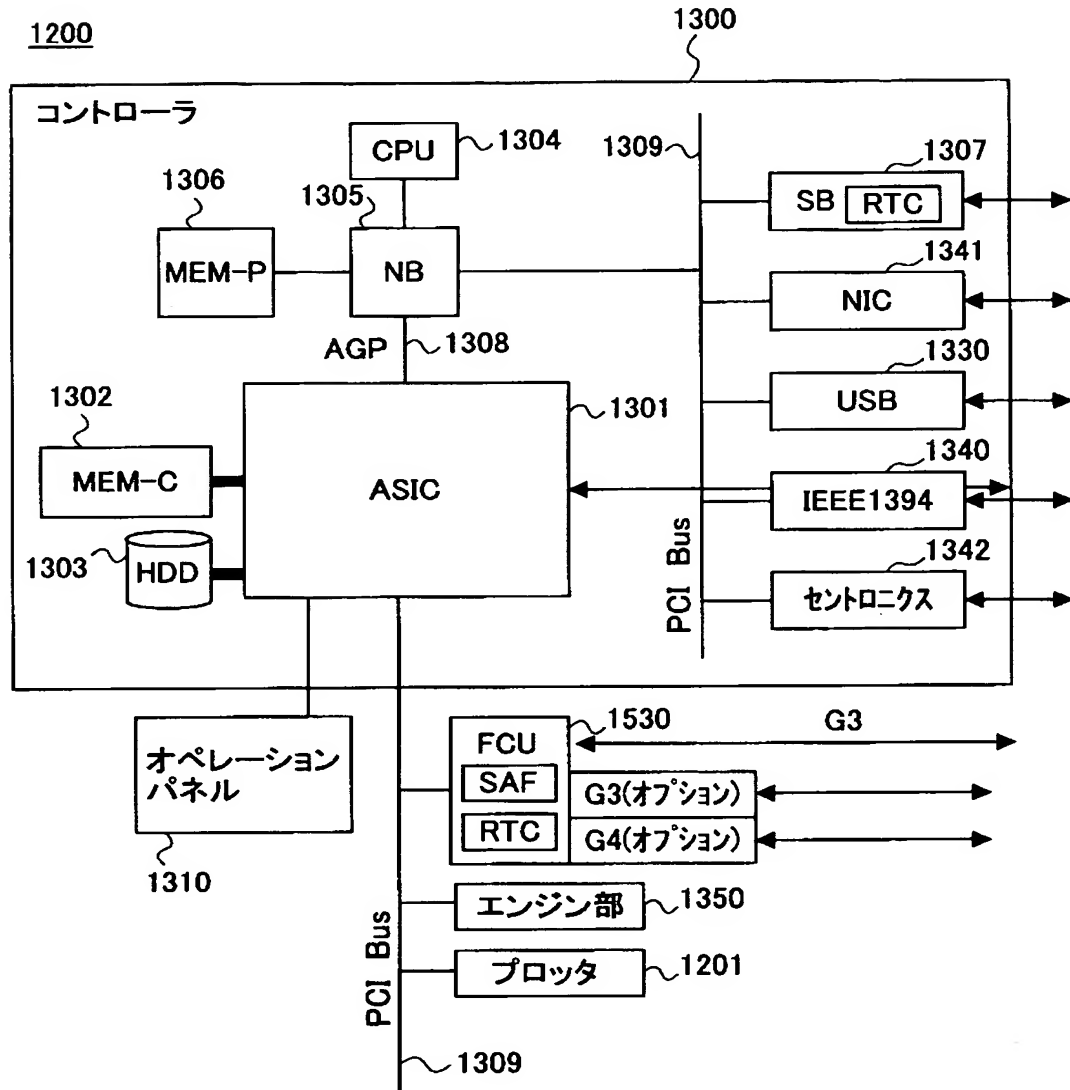 1200
1300
コントローラ
CPU
1304
1309
1307
SB
RTC
1306
1305
MEM-P
NB
1341
NIC
AGP
1308
1330
USB
1302
1301
MEM-C
ASIC
1340
IEEE1394
1303
HDD
PCI Bus
1342
セントロニクス
オペレーション
パネル
1310
1530
FCU
SAF
RTC
G3
G3(オプション)
G4(オプション)
エンジン部
1350
プロッタ
1201
PCI Bus
1309